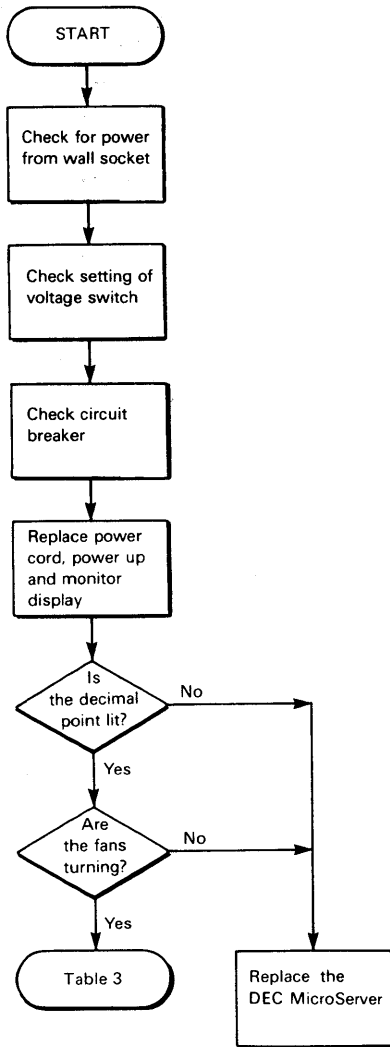 START
Check for power
from wall socket
Check setting of
voltage switch
Check circuit
breaker
Replace power
cord, power up
and monitor
display
Is
the decimal
point lit?
No
Yes
Are
the fans
turning?
No
Yes
Table 3
Replace the
DEC MicroServer